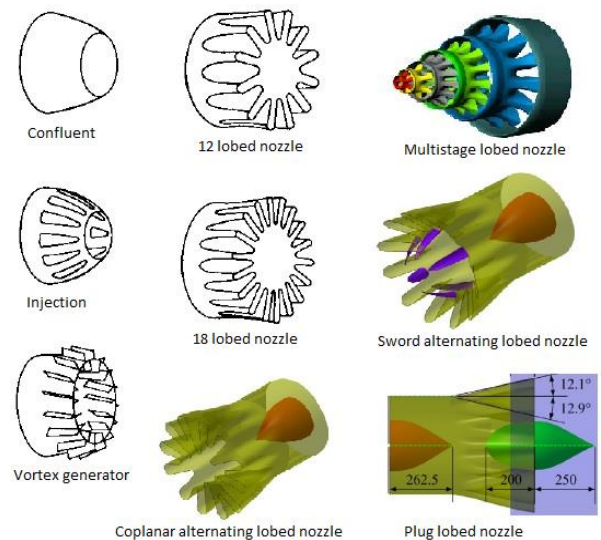 Confluent
12 lobed nozzle
Multistage lobed nozzle
Injection
18 lobed nozzle
Sword alternating lobed nozzle
12.1°
12.9°
262.5
200
250
Vortex generator
Coplanar alternating lobed nozzle
Plug lobed nozzle